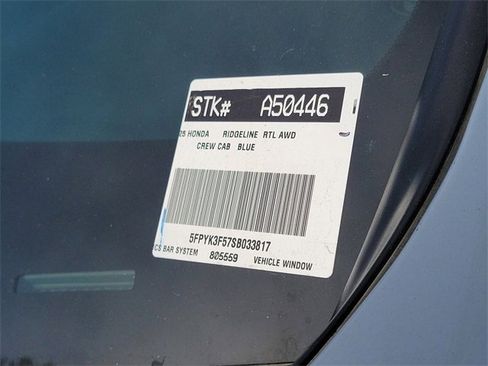 STK# A50446
25 HONDA RIDGELINE RTL AWD
CREW CAB BLUE
5FPYK3F57SB033817
CS BAR SYSTEM 805559 VEHICLE WINDOW